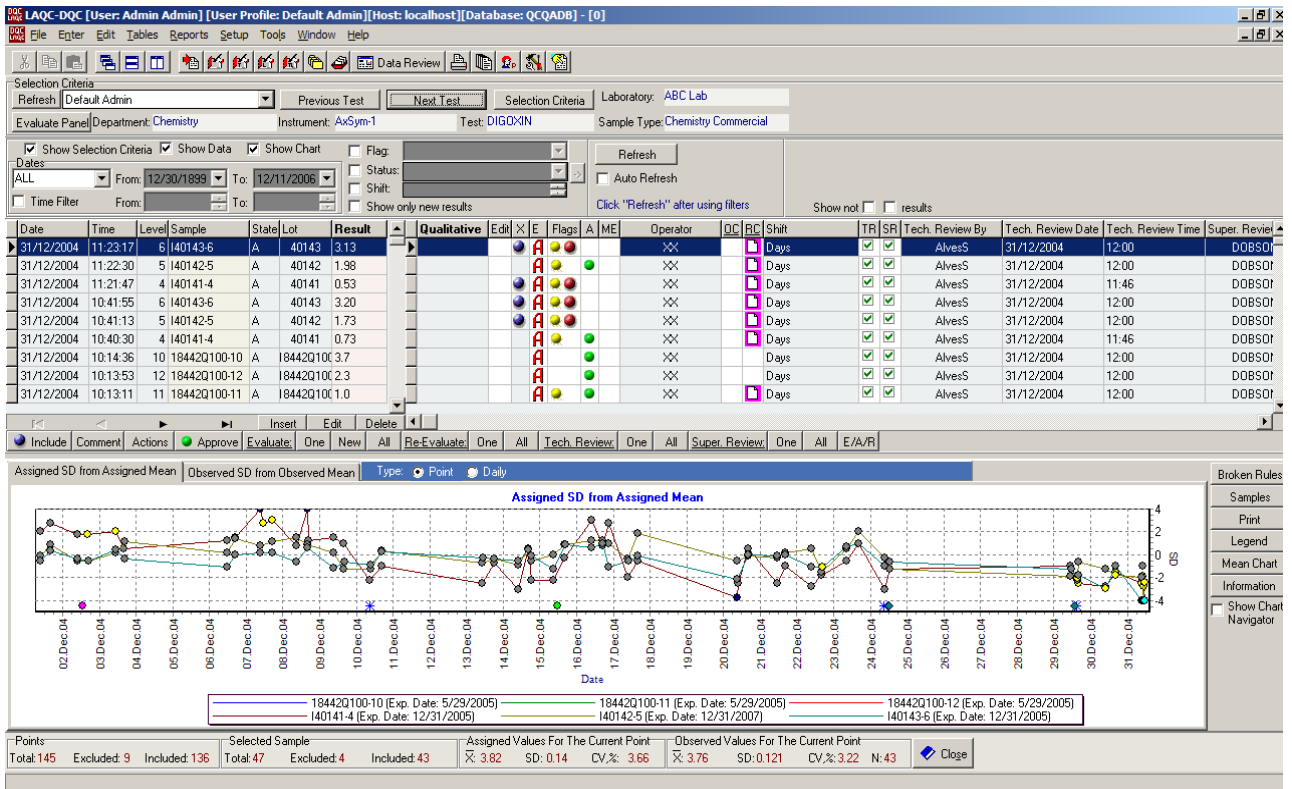 LAQC-DQC [User: Admin Admin] [User Profile: Default Admin][Host: localhost][Database: QCQADB] - [0]
File Enter Edit Tables Reports Setup Tools Window Help
Data Review
Selection Criteria
Refresh Default Admin Previous Test Next Test Selection Criteria Laboratory: ABC Lab
Evaluate Panel Department: Chemistry Instrument: AxSym-1 Test: DIGOXIN Sample Type: Chemistry Commercial
Show Selection Criteria Show Data Show Chart Flag: Refresh
Dates
ALL From: 12/30/1899 To: 12/11/2006 Status: Auto Refresh
Shift:
Time Filter From: To: Show only new results Click "Refresh" after using filters Show not results
Date Time Level Sample State Lot Result Qualitative Edit X E Flags A ME Operator OC RC Shift TR SR Tech. Review By Tech. Review Date Tech. Review Time Super. Review
31/12/2004 11:23:17 6 I40143-6 A 40143 3.13 A XX Days AlvesS 31/12/2004 12:00 DOBSON
31/12/2004 11:22:30 5 I40142-5 A 40142 1.98 A XX Days AlvesS 31/12/2004 12:00 DOBSON
31/12/2004 11:21:47 4 I40141-4 A 40141 0.53 A XX Days AlvesS 31/12/2004 11:46 DOBSON
31/12/2004 10:41:55 6 I40143-6 A 40143 3.20 A XX Days AlvesS 31/12/2004 12:00 DOBSON
31/12/2004 10:41:13 5 I40142-5 A 40142 1.73 A XX Days AlvesS 31/12/2004 12:00 DOBSON
31/12/2004 10:40:30 4 I40141-4 A 40141 0.73 A XX Days AlvesS 31/12/2004 11:46 DOBSON
31/12/2004 10:14:36 10 18442Q100-10 A 18442Q100 3.7 A XX Days AlvesS 31/12/2004 12:00 DOBSON
31/12/2004 10:13:53 12 18442Q100-12 A 18442Q100 2.3 A XX Days AlvesS 31/12/2004 12:00 DOBSON
31/12/2004 10:13:11 11 18442Q100-11 A 18442Q100 1.0 A XX Days AlvesS 31/12/2004 12:00 DOBSON
Insert Edit Delete
Include Comment Actions Approve Evaluate: One New All Re-Evaluate: One All Tech. Review: One All Super. Review: One All E/A/R
Assigned SD from Assigned Mean Observed SD from Observed Mean Type: Point Daily
Broken Rules
Samples
Print
Legend
Mean Chart
Information
Show Chart Navigator
Assigned SD from Assigned Mean
4
2
0
-2
-4
SD
02.Dec.04 03.Dec.04 04.Dec.04 05.Dec.04 06.Dec.04 07.Dec.04 08.Dec.04 09.Dec.04 10.Dec.04 11.Dec.04 12.Dec.04 13.Dec.04 14.Dec.04 15.Dec.04 16.Dec.04 17.Dec.04 18.Dec.04 19.Dec.04 20.Dec.04 21.Dec.04 22.Dec.04 23.Dec.04 24.Dec.04 25.Dec.04 26.Dec.04 27.Dec.04 28.Dec.04 29.Dec.04 30.Dec.04 31.Dec.04
Date
18442Q100-10 (Exp. Date: 5/29/2005) 18442Q100-11 (Exp. Date: 5/29/2005) 18442Q100-12 (Exp. Date: 5/29/2005)
I40141-4 (Exp. Date: 12/31/2005) I40142-5 (Exp. Date: 12/31/2007) I40143-6 (Exp. Date: 12/31/2005)
Points Selected Sample Assigned Values For The Current Point Observed Values For The Current Point
Total: 145 Excluded: 9 Included: 136 Total: 47 Excluded: 4 Included: 43 X̅: 3.82 SD: 0.14 CV,%: 3.66 X̅: 3.76 SD: 0.121 CV,%: 3.22 N: 43 Close